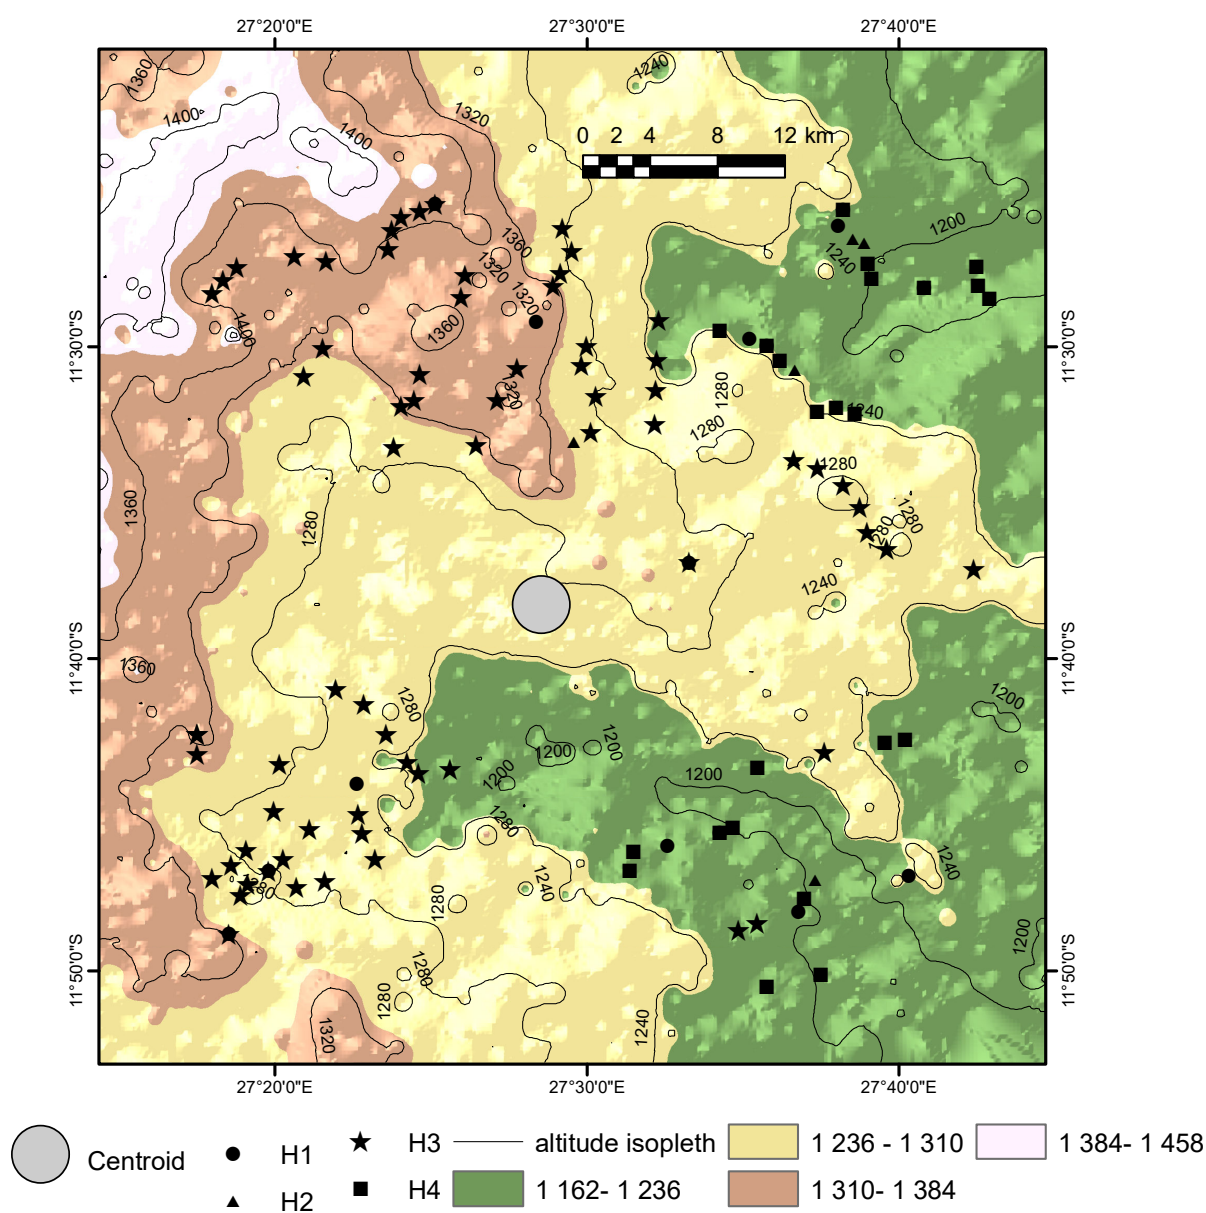 27°20'0"E 27°30'0"E 27°40'0"E
1360 1240
1400 1320
1400
0 2 4 8 12 km
1200
1360
1320 1240
1320
1400 1360
11°30'0"S 11°30'0"S
1280
1320 1240
1280
1280
1360 1280 1280 1280
1240
11°40'0"S 11°40'0"S
1360
1280 1200
1200 1200
1200 1200
1280
1240
1280 1240
1280
1200
1280
11°50'0"S 11°50'0"S
1280
1320 1240
27°20'0"E 27°30'0"E 27°40'0"E
Centroid H1 H3 altitude isopleth 1 236 - 1 310 1 384- 1 458
H2 H4 1 162- 1 236 1 310- 1 384